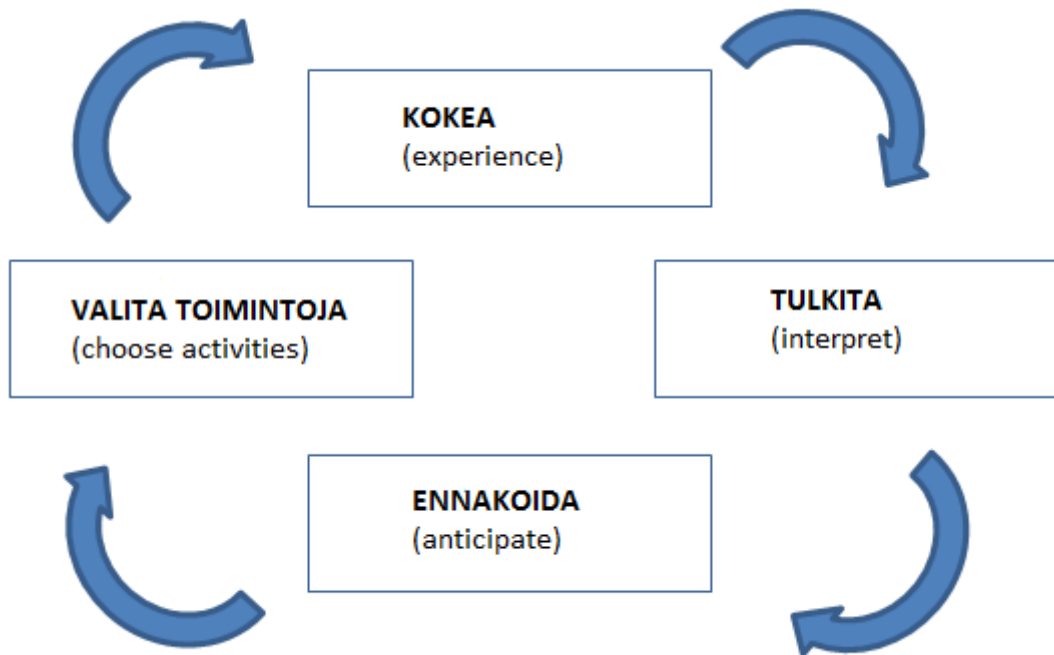 KOKEA
(experience)
VALITA TOIMINTOJA
(choose activities)
TULKITA
(interpret)
ENNAKOIDA
(anticipate)